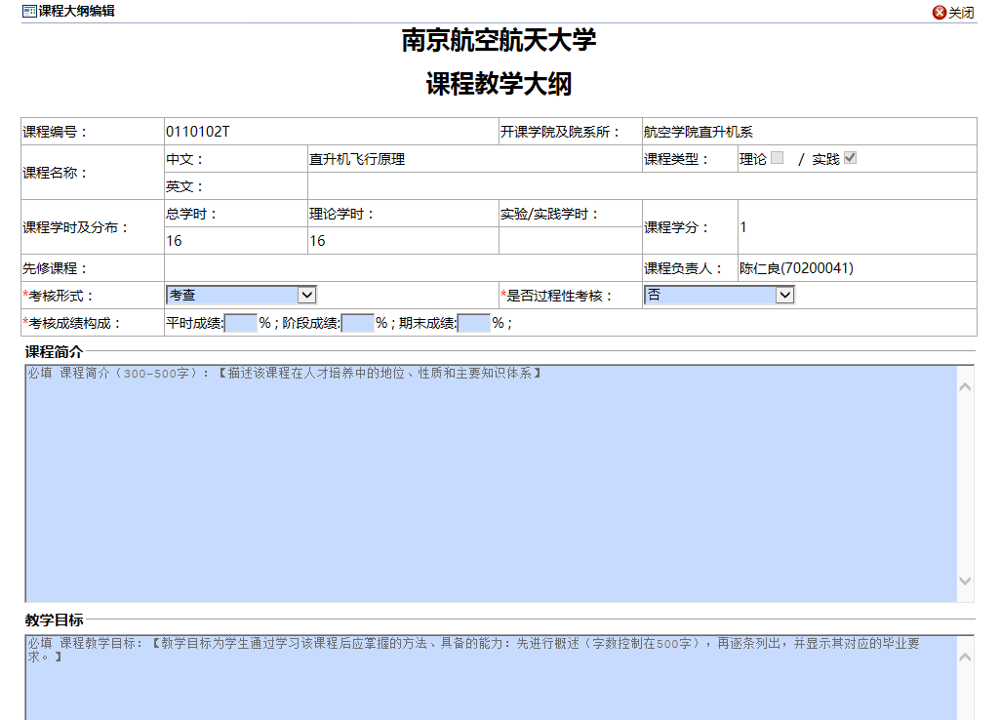 课程大纲编辑 关闭
南京航空航天大学
课程教学大纲
课程编号： 0110102T 开课学院及院系所： 航空学院直升机系
课程名称： 中文： 直升机飞行原理 课程类型： 理论 / 实践
英文：
课程学时及分布： 总学时： 理论学时： 实验/实践学时： 课程学分： 1
16 16
先修课程： 课程负责人： 陈仁良(70200041)
*考核形式： 考查 *是否过程性考核： 否
*考核成绩构成： 平时成绩: % ; 阶段成绩: % ; 期末成绩: % ;
课程简介
必填 课程简介（300-500字）：【描述该课程在人才培养中的地位、性质和主要知识体系】
教学目标
必填 课程教学目标：【教学目标为学生通过学习该课程后应掌握的方法、具备的能力：先进行概述（字数控制在500字），再逐条列出，并显示其对应的毕业要
求。】